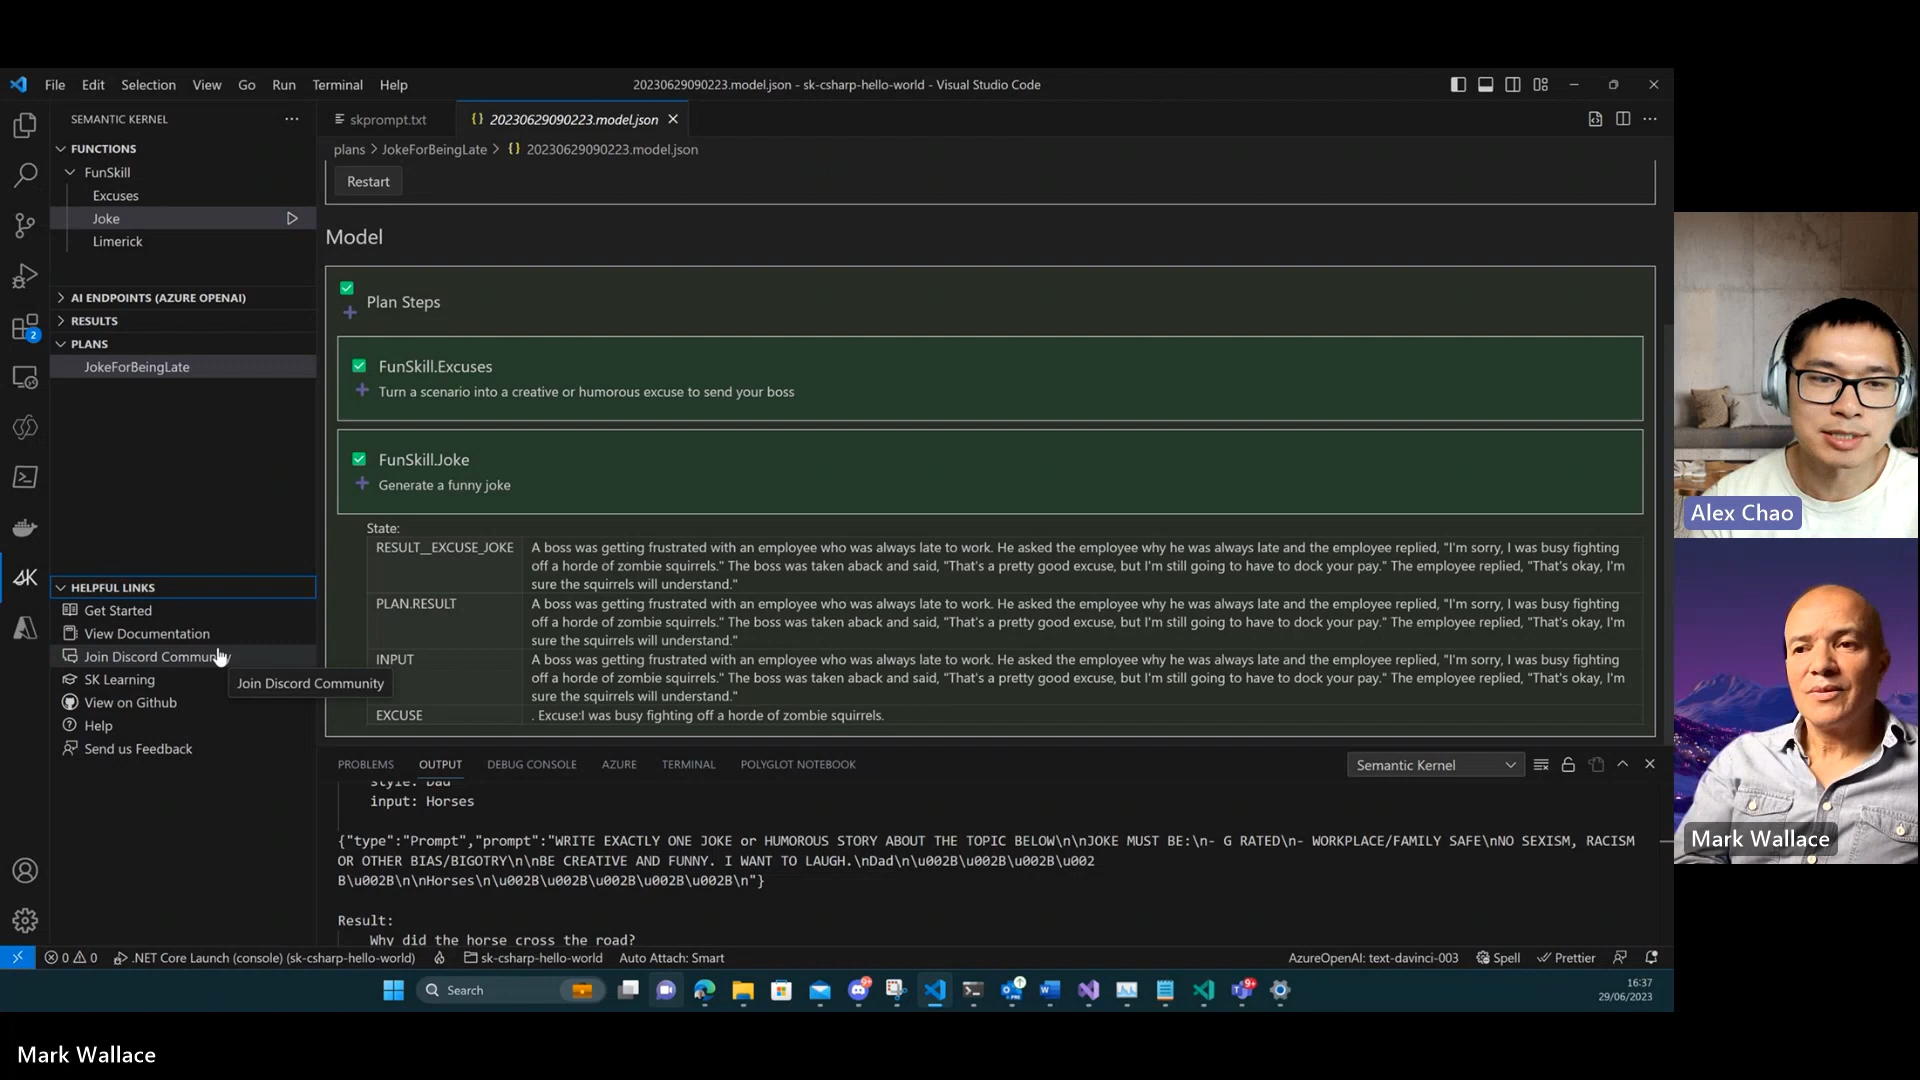 File Edit Selection View Go Run Terminal Help
20230629090223.model.json - sk-csharp-hello-world - Visual Studio Code
SEMANTIC KERNEL
FUNCTIONS
FunSkill
Excuses
Joke
Limerick
AI ENDPOINTS (AZURE OPENAI)
RESULTS
PLANS
JokeForBeingLate
2
HELPFUL LINKS
Get Started
View Documentation
Join Discord Community
SK Learning
View on Github
Help
Send us Feedback
Join Discord Community
skprompt.txt
{} 20230629090223.model.json
plans > JokeForBeingLate > {} 20230629090223.model.json
Restart
Model
Plan Steps
FunSkill.Excuses
Turn a scenario into a creative or humorous excuse to send your boss
FunSkill.Joke
Generate a funny joke
State:
RESULT__EXCUSE_JOKE
A boss was getting frustrated with an employee who was always late to work. He asked the employee why he was always late and the employee replied, "I'm sorry, I was busy fighting
off a horde of zombie squirrels." The boss was taken aback and said, "That's a pretty good excuse, but I'm still going to have to dock your pay." The employee replied, "That's okay, I'm
sure the squirrels will understand."
PLAN.RESULT
A boss was getting frustrated with an employee who was always late to work. He asked the employee why he was always late and the employee replied, "I'm sorry, I was busy fighting
off a horde of zombie squirrels." The boss was taken aback and said, "That's a pretty good excuse, but I'm still going to have to dock your pay." The employee replied, "That's okay, I'm
sure the squirrels will understand."
INPUT
A boss was getting frustrated with an employee who was always late to work. He asked the employee why he was always late and the employee replied, "I'm sorry, I was busy fighting
off a horde of zombie squirrels." The boss was taken aback and said, "That's a pretty good excuse, but I'm still going to have to dock your pay." The employee replied, "That's okay, I'm
sure the squirrels will understand."
EXCUSE
. Excuse:I was busy fighting off a horde of zombie squirrels.
PROBLEMS OUTPUT DEBUG CONSOLE AZURE TERMINAL POLYGLOT NOTEBOOK
Semantic Kernel
style: Dad
input: Horses
{"type":"Prompt","prompt":"WRITE EXACTLY ONE JOKE or HUMOROUS STORY ABOUT THE TOPIC BELOW\n\nJOKE MUST BE:\n- G RATED\n- WORKPLACE/FAMILY SAFE\nNO SEXISM, RACISM
OR OTHER BIAS/BIGOTRY\n\nBE CREATIVE AND FUNNY. I WANT TO LAUGH.\nDad\n\u002B\u002B\u002B\u002
B\u002B\n\nHorses\n\u002B\u002B\u002B\u002B\u002B\n"}
Result:
Why did the horse cross the road?
0 0 .NET Core Launch (console) (sk-csharp-hello-world) sk-csharp-hello-world Auto Attach: Smart
AzureOpenAI: text-davinci-003 Spell Prettier
Search
16:37
29/06/2023
Alex Chao
Mark Wallace
Mark Wallace